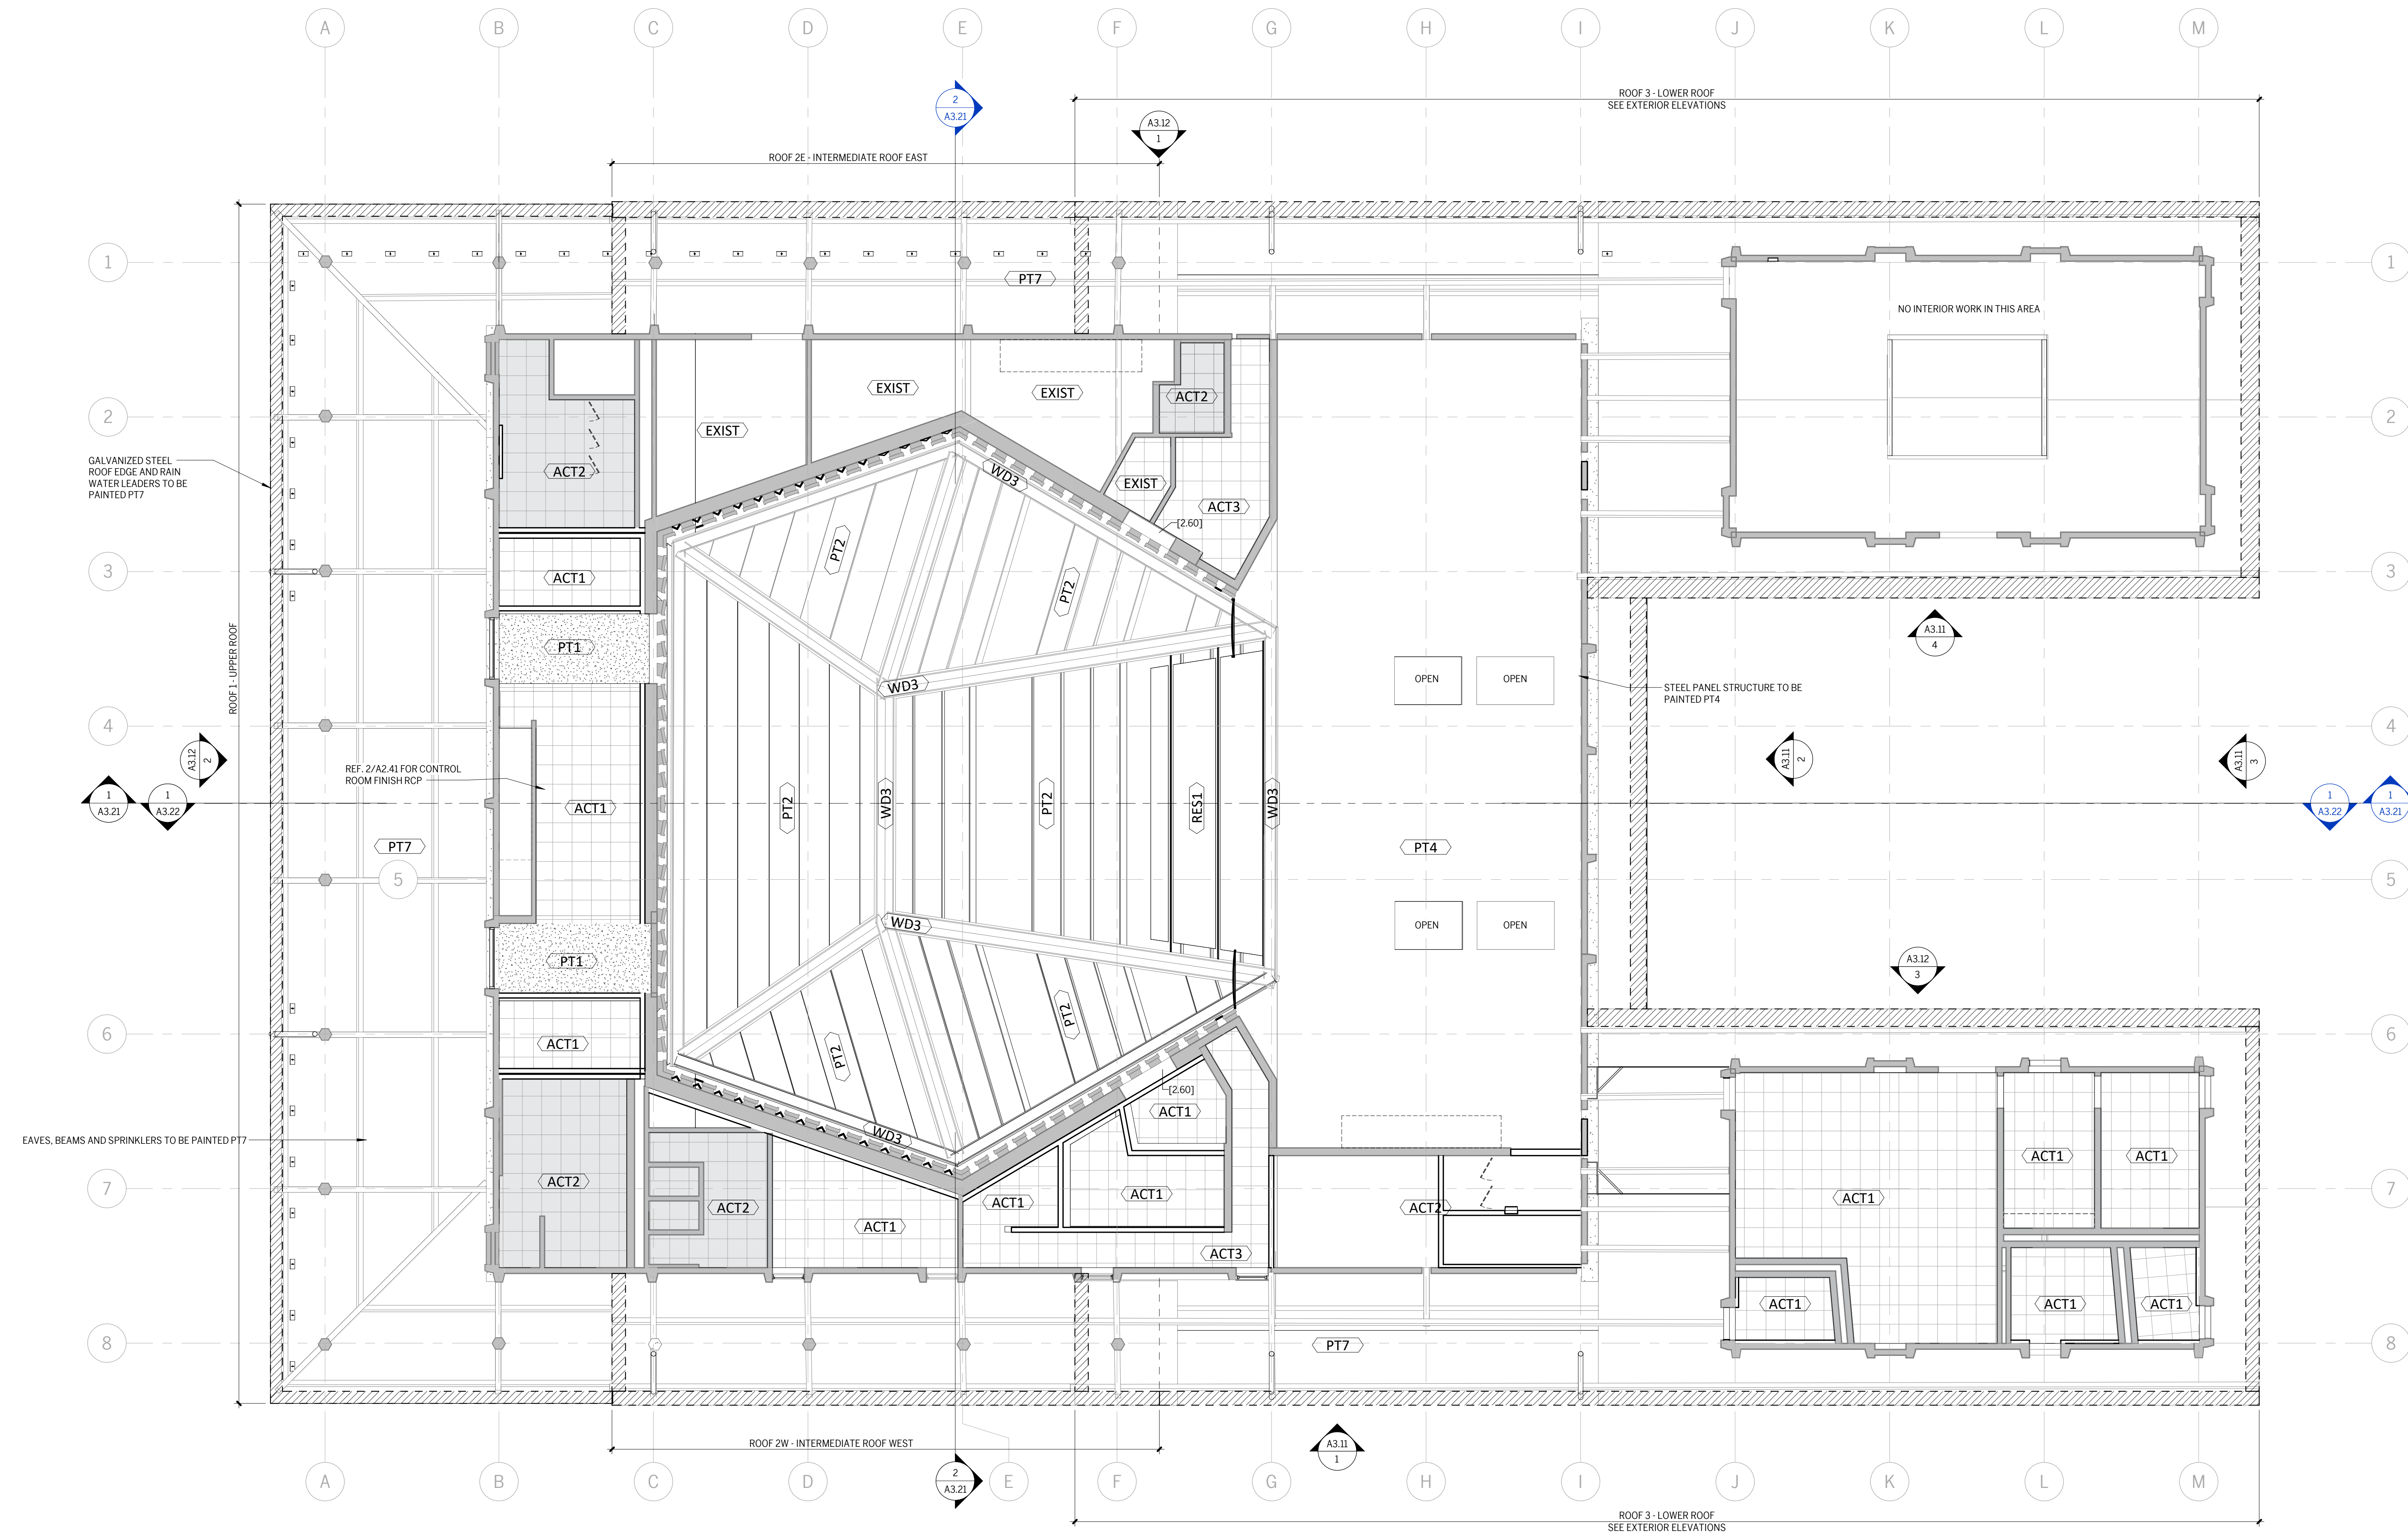 A B C D E F G H I J K L M
2
A3.21
ROOF 3 - LOWER ROOF
SEE EXTERIOR ELEVATIONS
A3.12
1
ROOF 2E - INTERMEDIATE ROOF EAST
1
1
PT7
NO INTERIOR WORK IN THIS AREA
EXIST
EXIST
ACT2
2
2
EXIST
GALVANIZED STEEL
ROOF EDGE AND RAIN
WATER LEADERS TO BE
PAINTED PT7
ACT2
WD3
EXIST
ACT3
[2.60]
PT2
3
3
ACT1
PT2
A3.11
4
PT1
ROOF 1 - UPPER ROOF
OPEN
OPEN
WD3
STEEL PANEL STRUCTURE TO BE
PAINTED PT4
4
4
A3.12
2
A3.11
2
A3.11
3
REF. 2/A2.41 FOR CONTROL
ROOM FINISH RCP
1
A3.21
1
A3.22
ACT1
PT2
WD3
PT2
RES1
WD3
1
A3.22
1
A3.21
PT7
PT4
5
5
WD3
OPEN
OPEN
PT1
A3.12
3
PT2
6
6
ACT1
PT2
[2.60]
ACT1
EAVES, BEAMS AND SPRINKLERS TO BE PAINTED PT7
WD3
ACT1
ACT1
7
7
ACT2
ACT2
ACT1
ACT1
ACT2
ACT1
ACT1
ACT3
ACT1
ACT1
ACT1
8
8
PT7
ROOF 2W - INTERMEDIATE ROOF WEST
A3.11
1
2
A3.21
A B C D E F G H I J K L M
ROOF 3 - LOWER ROOF
SEE EXTERIOR ELEVATIONS